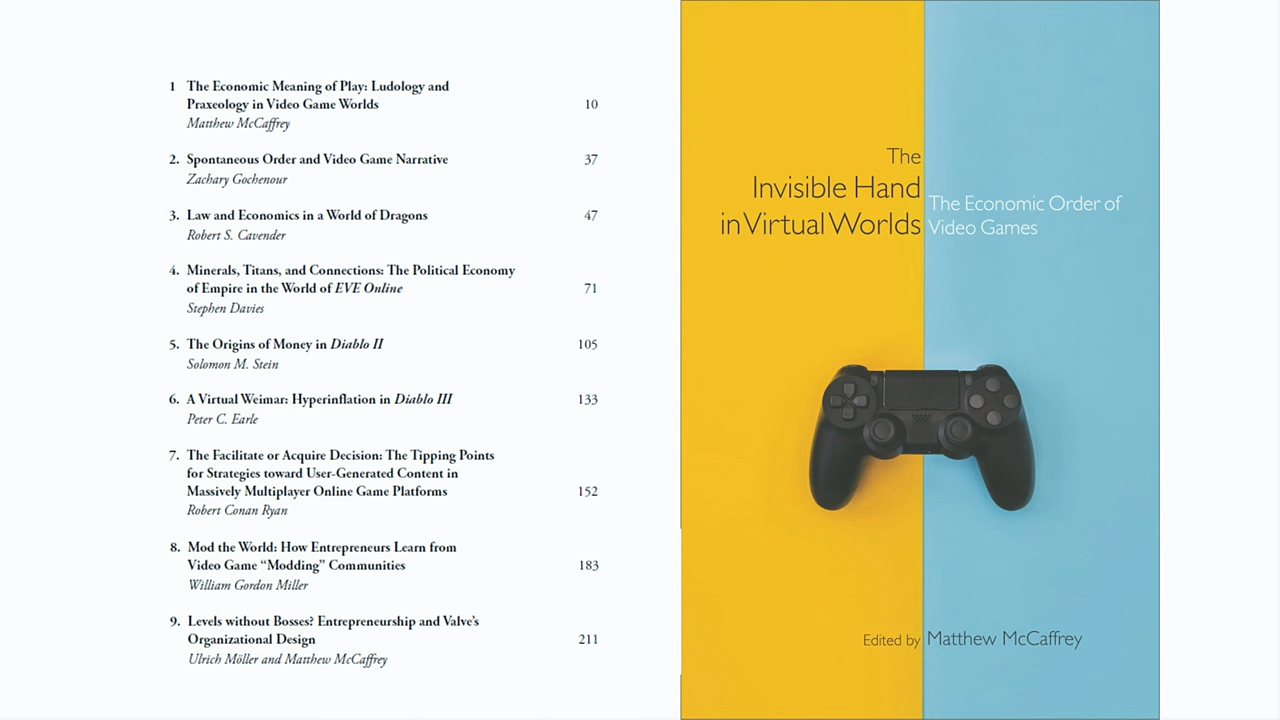 1 The Economic Meaning of Play: Ludology and
Praxeology in Video Game Worlds 10
Matthew McCaffrey
2. Spontaneous Order and Video Game Narrative 37
Zachary Gochenour
3. Law and Economics in a World of Dragons 47
Robert S. Cavender
4. Minerals, Titans, and Connections: The Political Economy
of Empire in the World of EVE Online 71
Stephen Davies
5. The Origins of Money in Diablo II 105
Solomon M. Stein
6. A Virtual Weimar: Hyperinflation in Diablo III 133
Peter C. Earle
7. The Facilitate or Acquire Decision: The Tipping Points
for Strategies toward User-Generated Content in
Massively Multiplayer Online Game Platforms 152
Robert Conan Ryan
8. Mod the World: How Entrepreneurs Learn from
Video Game “Modding” Communities 183
William Gordon Miller
9. Levels without Bosses? Entrepreneurship and Valve’s
Organizational Design 211
Ulrich Möller and Matthew McCaffrey
The
Invisible Hand
in Virtual Worlds
The Economic Order of
Video Games
Edited by Matthew McCaffrey